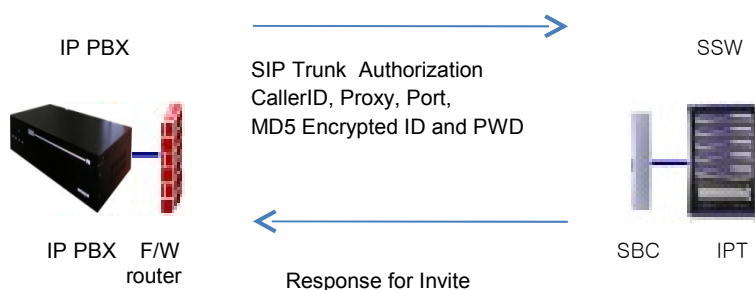 IP PBX
SSW
SIP Trunk Authorization
CallerID, Proxy, Port,
MD5 Encrypted ID and PWD
IP PBX F/W
router
SBC IPT
Response for Invite